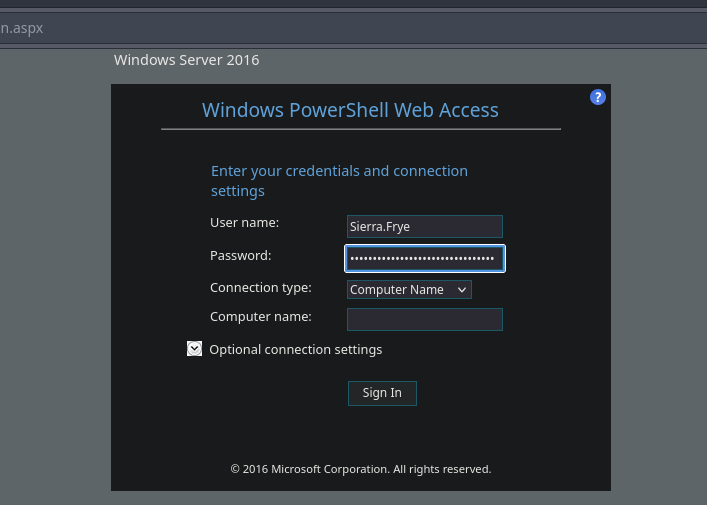 n.aspx
Windows Server 2016
?
Windows PowerShell Web Access
Enter your credentials and connection
settings
User name: Sierra.Frye
Password: ••••••••••••••••••••••••••••••••
Connection type: Computer Name
Computer name:
Optional connection settings
Sign In
© 2016 Microsoft Corporation. All rights reserved.